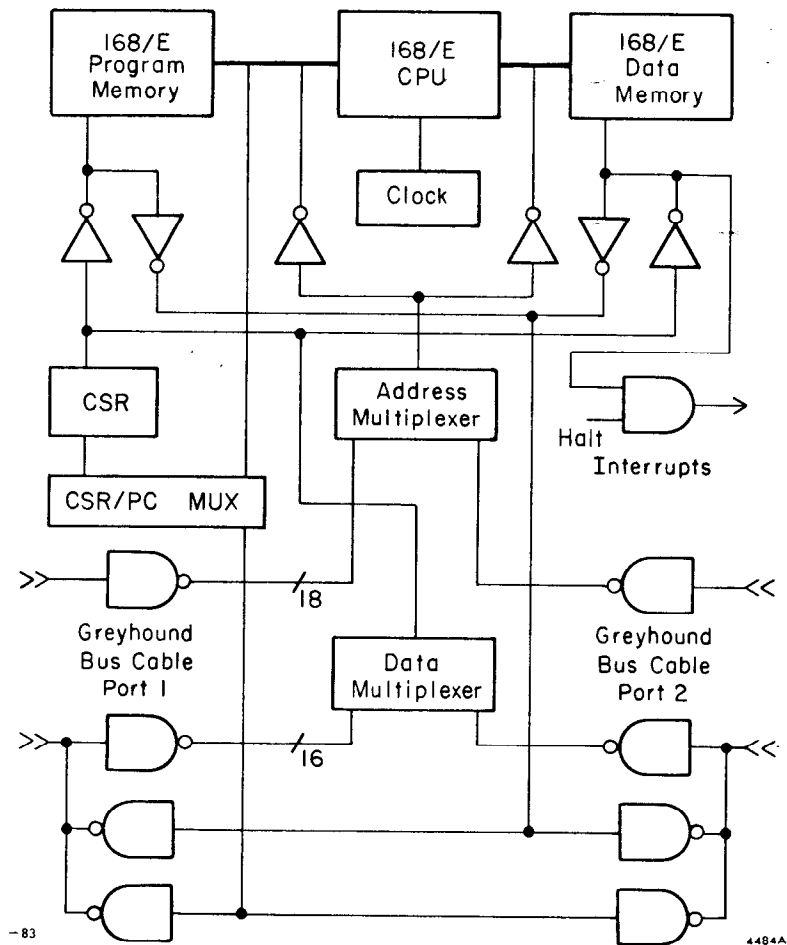 168/E
Program
Memory
168/E
CPU
168/E
Data
Memory
Clock
CSR
Address
Multiplexer
Halt
Interrupts
CSR/PC MUX
18
Greyhound
Bus Cable
Port 1
Greyhound
Bus Cable
Port 2
Data
Multiplexer
16
-83
4484A